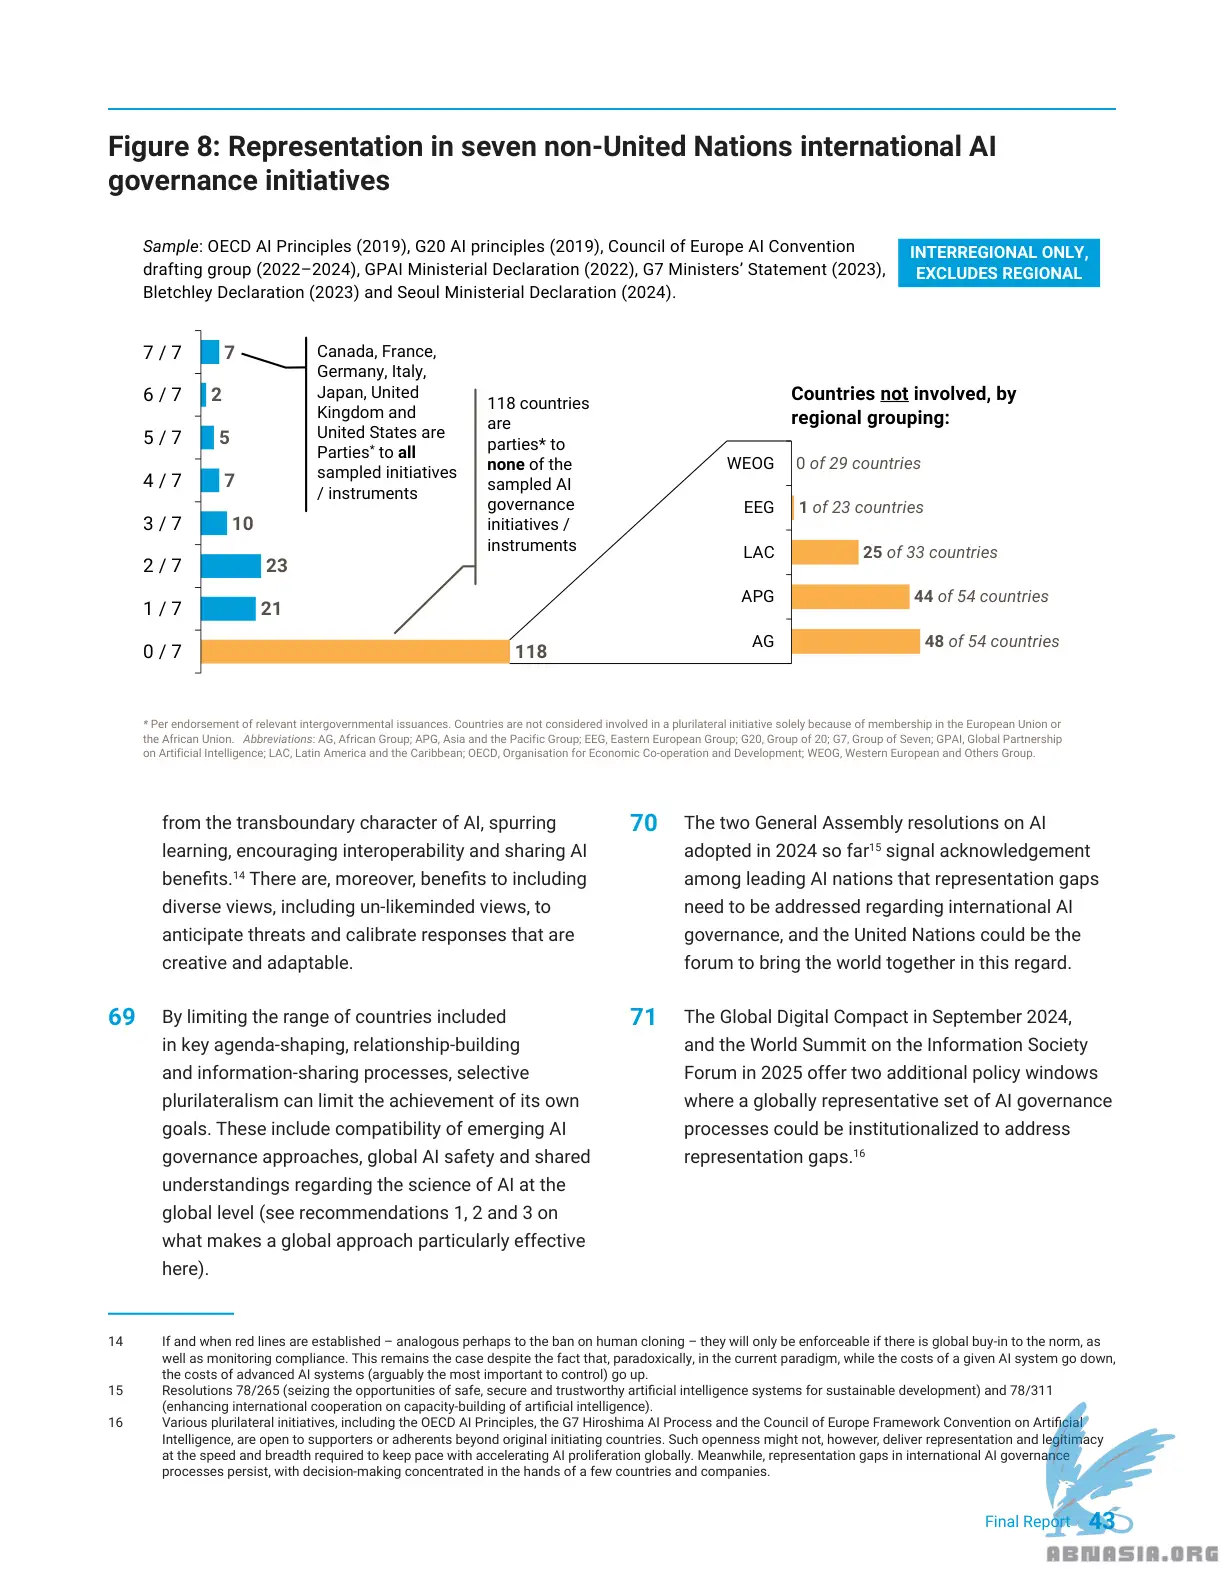 Figure 8: Representation in seven non-United Nations international AI
governance initiatives
Sample: OECD AI Principles (2019), G20 AI principles (2019), Council of Europe AI Convention
drafting group (2022–2024), GPAI Ministerial Declaration (2022), G7 Ministers’ Statement (2023),
Bletchley Declaration (2023) and Seoul Ministerial Declaration (2024).
INTERREGIONAL ONLY,
EXCLUDES REGIONAL
7 / 7 7
6 / 7 2
5 / 7 5
4 / 7 7
3 / 7 10
2 / 7 23
1 / 7 21
0 / 7 118
Canada, France,
Germany, Italy,
Japan, United
Kingdom and
United States are
Parties* to all
sampled initiatives
/ instruments
118 countries
are
parties* to
none of the
sampled AI
governance
initiatives /
instruments
Countries not involved, by
regional grouping:
WEOG 0 of 29 countries
EEG 1 of 23 countries
LAC 25 of 33 countries
APG 44 of 54 countries
AG 48 of 54 countries
* Per endorsement of relevant intergovernmental issuances. Countries are not considered involved in a plurilateral initiative solely because of membership in the European Union or
the African Union. Abbreviations: AG, African Group; APG, Asia and the Pacific Group; EEG, Eastern European Group; G20, Group of 20; G7, Group of Seven; GPAI, Global Partnership
on Artificial Intelligence; LAC, Latin America and the Caribbean; OECD, Organisation for Economic Co-operation and Development; WEOG, Western European and Others Group.
from the transboundary character of AI, spurring
learning, encouraging interoperability and sharing AI
benefits.14 There are, moreover, benefits to including
diverse views, including un-likeminded views, to
anticipate threats and calibrate responses that are
creative and adaptable.
69 By limiting the range of countries included
in key agenda-shaping, relationship-building
and information-sharing processes, selective
plurilateralism can limit the achievement of its own
goals. These include compatibility of emerging AI
governance approaches, global AI safety and shared
understandings regarding the science of AI at the
global level (see recommendations 1, 2 and 3 on
what makes a global approach particularly effective
here).
70 The two General Assembly resolutions on AI
adopted in 2024 so far15 signal acknowledgement
among leading AI nations that representation gaps
need to be addressed regarding international AI
governance, and the United Nations could be the
forum to bring the world together in this regard.
71 The Global Digital Compact in September 2024,
and the World Summit on the Information Society
Forum in 2025 offer two additional policy windows
where a globally representative set of AI governance
processes could be institutionalized to address
representation gaps.16
14 If and when red lines are established – analogous perhaps to the ban on human cloning – they will only be enforceable if there is global buy-in to the norm, as
well as monitoring compliance. This remains the case despite the fact that, paradoxically, in the current paradigm, while the costs of a given AI system go down,
the costs of advanced AI systems (arguably the most important to control) go up.
15 Resolutions 78/265 (seizing the opportunities of safe, secure and trustworthy artificial intelligence systems for sustainable development) and 78/311
(enhancing international cooperation on capacity-building of artificial intelligence).
16 Various plurilateral initiatives, including the OECD AI Principles, the G7 Hiroshima AI Process and the Council of Europe Framework Convention on Artificial
Intelligence, are open to supporters or adherents beyond original initiating countries. Such openness might not, however, deliver representation and legitimacy
at the speed and breadth required to keep pace with accelerating AI proliferation globally. Meanwhile, representation gaps in international AI governance
processes persist, with decision-making concentrated in the hands of a few countries and companies.
Final Report 43
ABNASIA.ORG